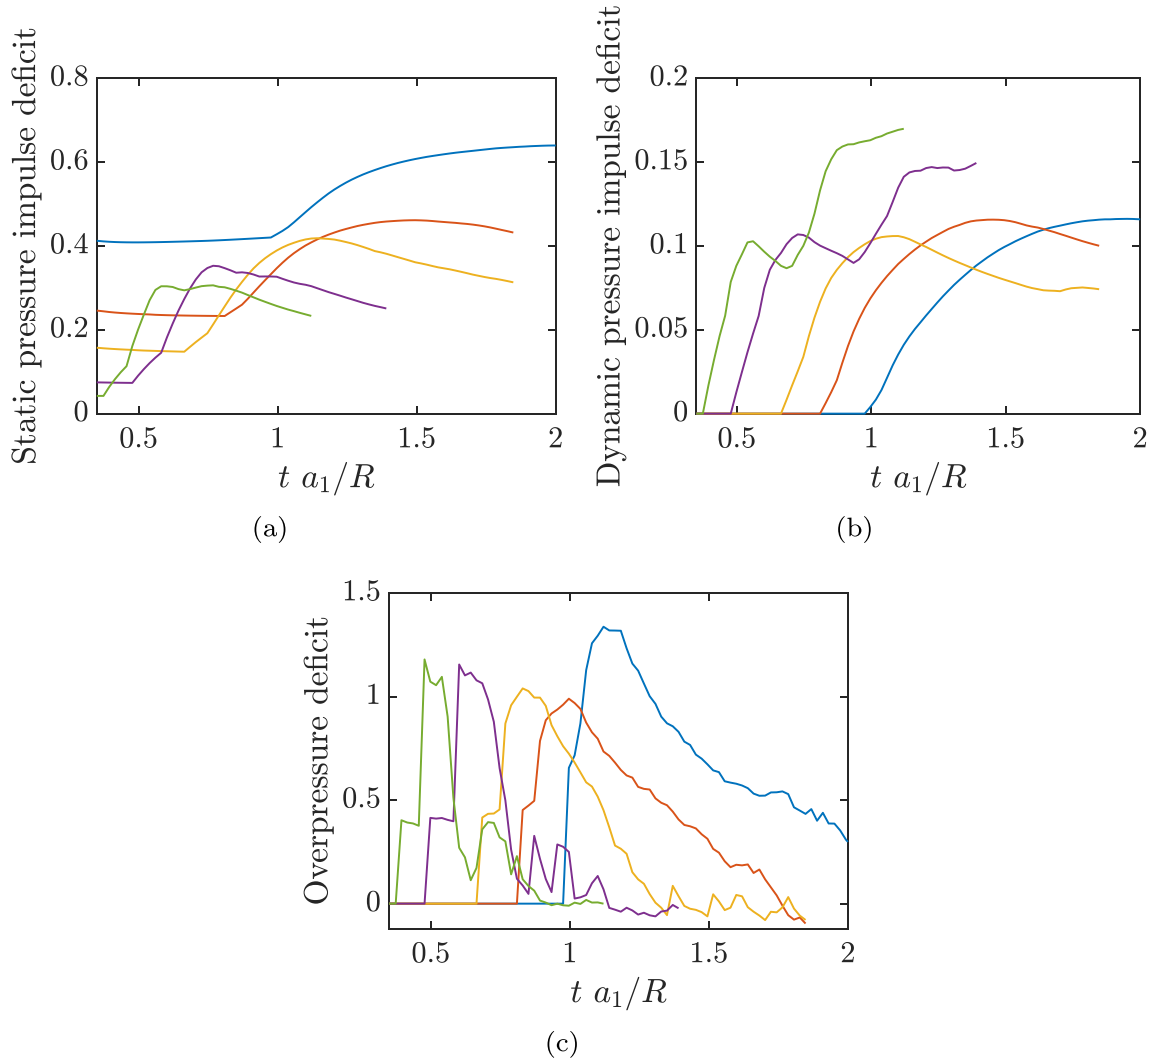 Static pressure impulse deficit
0.8
0.6
0.4
0.2
0
0.5
1
1.5
2
t a₁/R
(a)
Dynamic pressure impulse deficit
0.2
0.15
0.1
0.05
0
0.5
1
1.5
2
t a₁/R
(b)
Overpressure deficit
1.5
1
0.5
0
0.5
1
1.5
2
t a₁/R
(c)